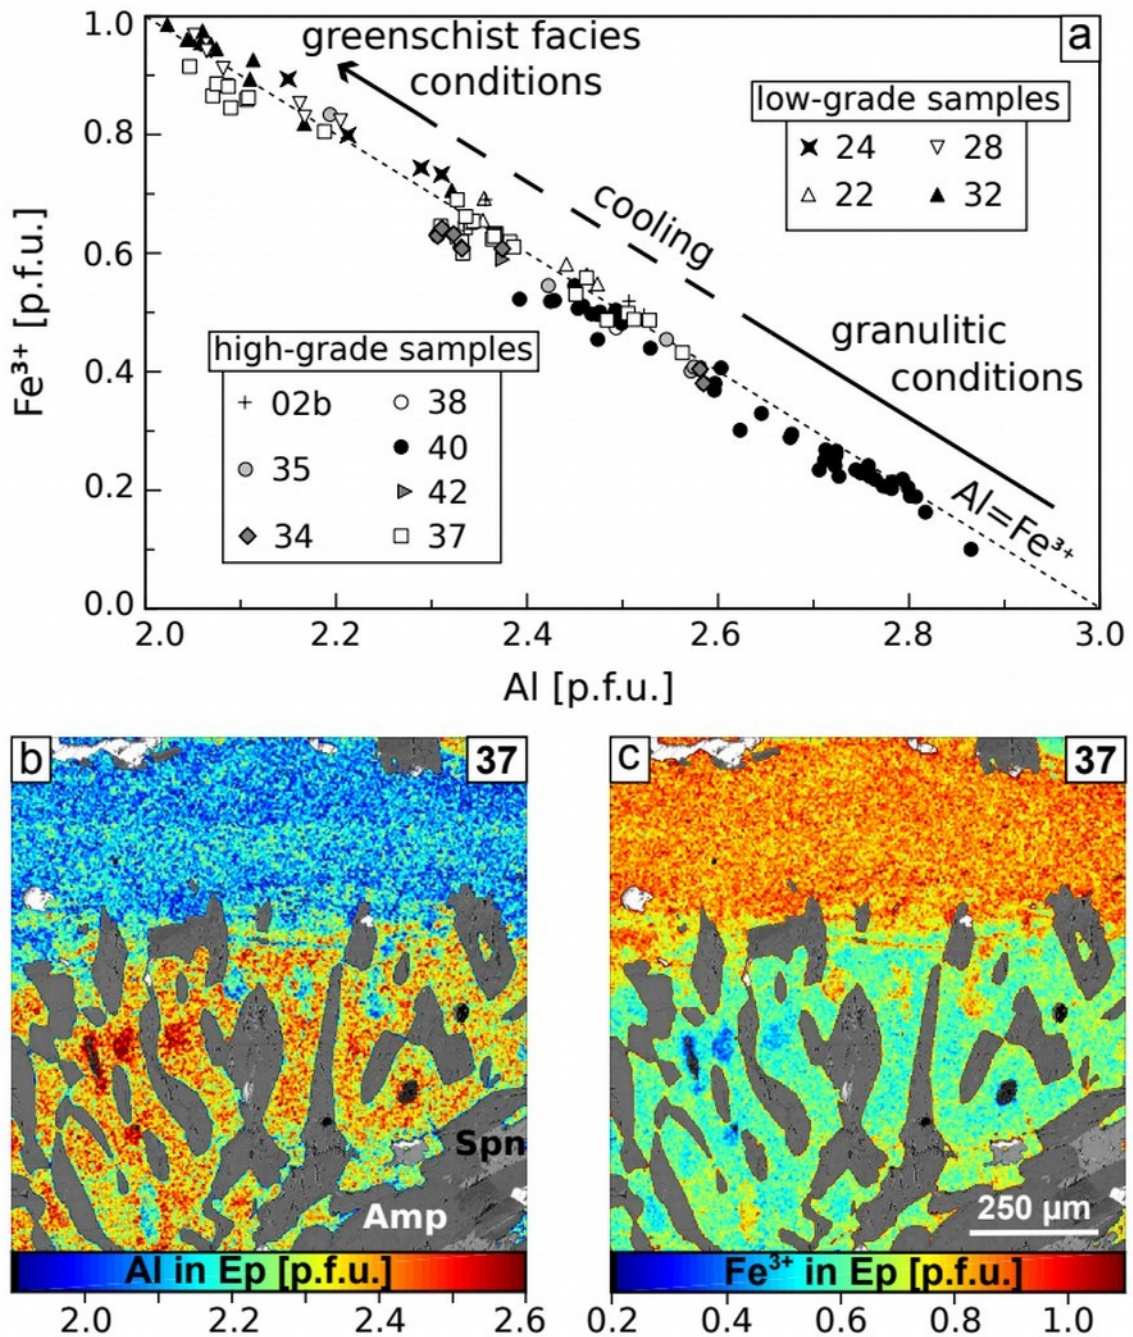 a
greenschist facies
conditions
low-grade samples
24
28
22
32
cooling
granulitic
conditions
Al=Fe³⁺
high-grade samples
02b
38
35
40
42
34
37
Fe³⁺ [p.f.u.]
1.0
0.8
0.6
0.4
0.2
0.0
2.0
2.2
2.4
2.6
2.8
3.0
Al [p.f.u.]
b
37
Spn
Amp
Al in Ep [p.f.u.]
2.0
2.2
2.4
2.6
c
37
250 µm
Fe³⁺ in Ep [p.f.u.]
0.2
0.4
0.6
0.8
1.0